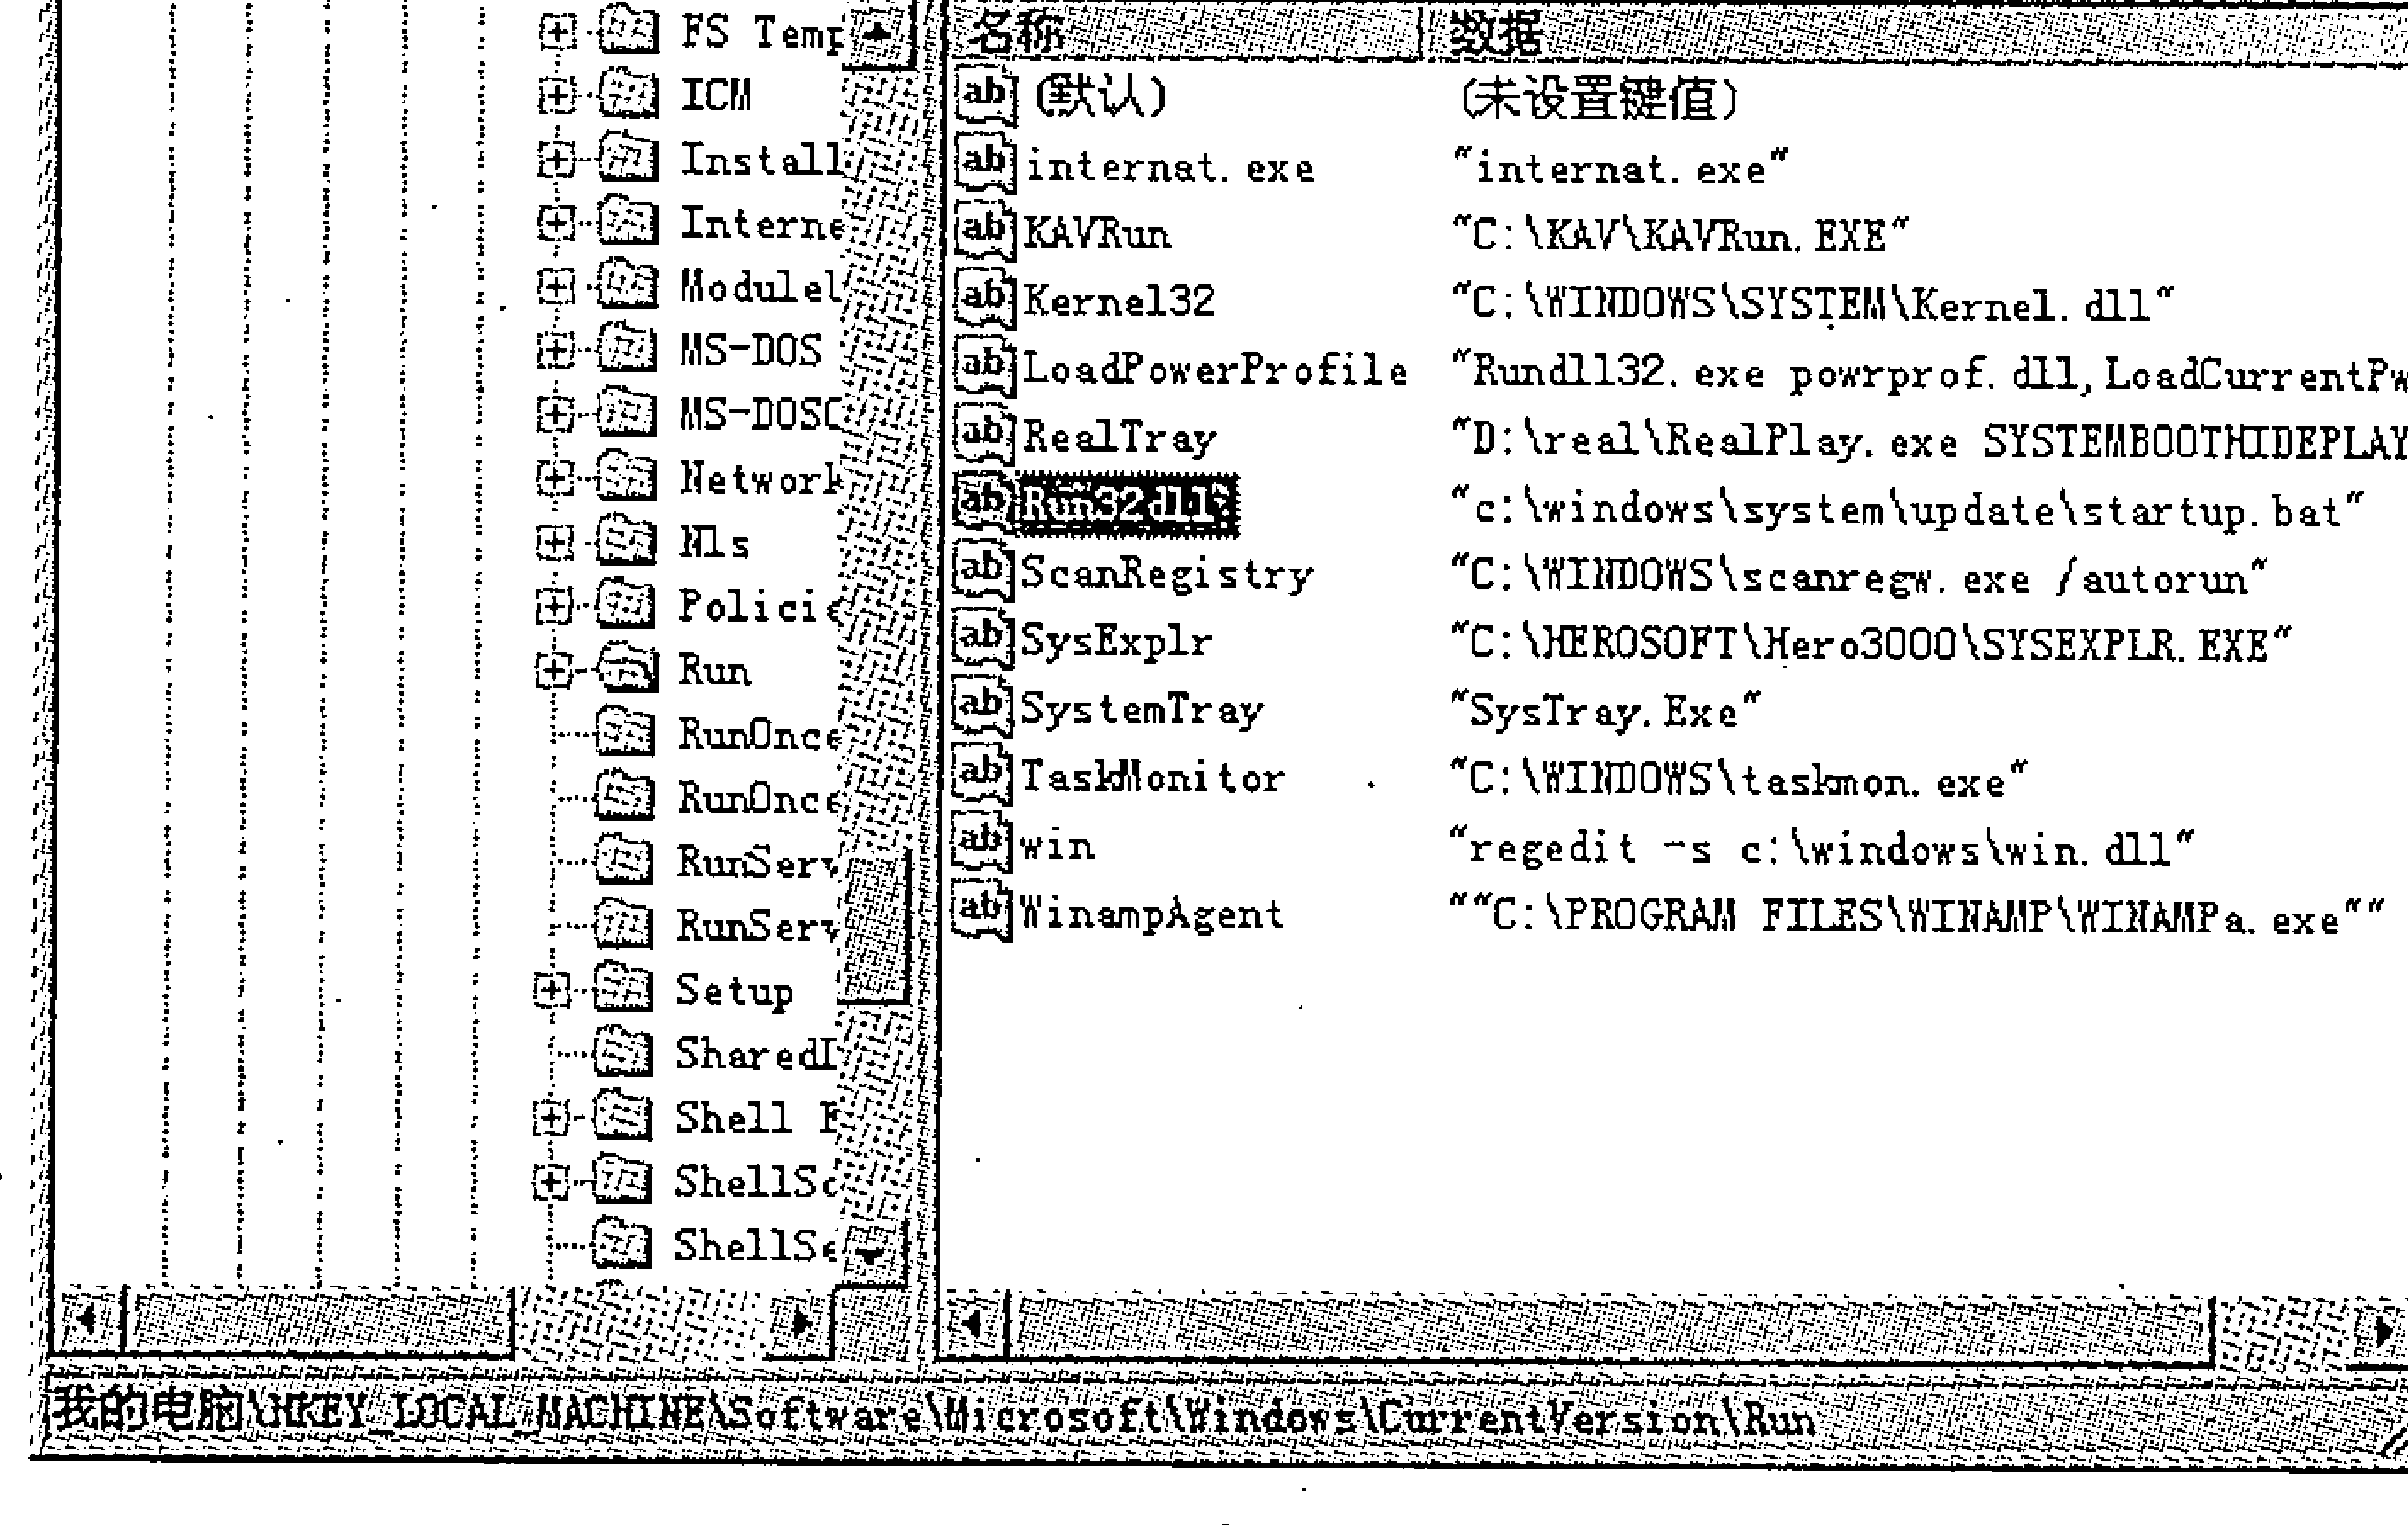 FS Temp
ICM
Install
Interne
Modulel
MS-DOS
MS-DOSO
Network
Nls
Policie
Run
RunOnce
RunOnce
RunServ
RunServ
Setup
SharedD
Shell E
ShellSc
ShellSe
名称 数据
(默认) (未设置键值)
internat.exe "internat.exe"
KAVRun "C:\KAV\KAVRun.EXE"
Kernel32 "C:\WINDOWS\SYSTEM\Kernel.dll"
LoadPowerProfile "Rundll32.exe powrprof.dll,LoadCurrentPw
RealTray "D:\real\RealPlay.exe SYSTEMBOOTHIDEPLAY
Run32dll "c:\windows\system\update\startup.bat"
ScanRegistry "C:\WINDOWS\scanregw.exe /autorun"
SysExplr "C:\HEROSOFT\Hero3000\SYSEXPLR.EXE"
SystemTray "SysTray.Exe"
TaskMonitor "C:\WINDOWS\taskmon.exe"
win "regedit -s c:\windows\win.dll"
WinampAgent ""C:\PROGRAM FILES\WINAMP\WINAMPa.exe""
我的电脑\HKEY_LOCAL_MACHINE\Software\Microsoft\Windows\CurrentVersion\Run